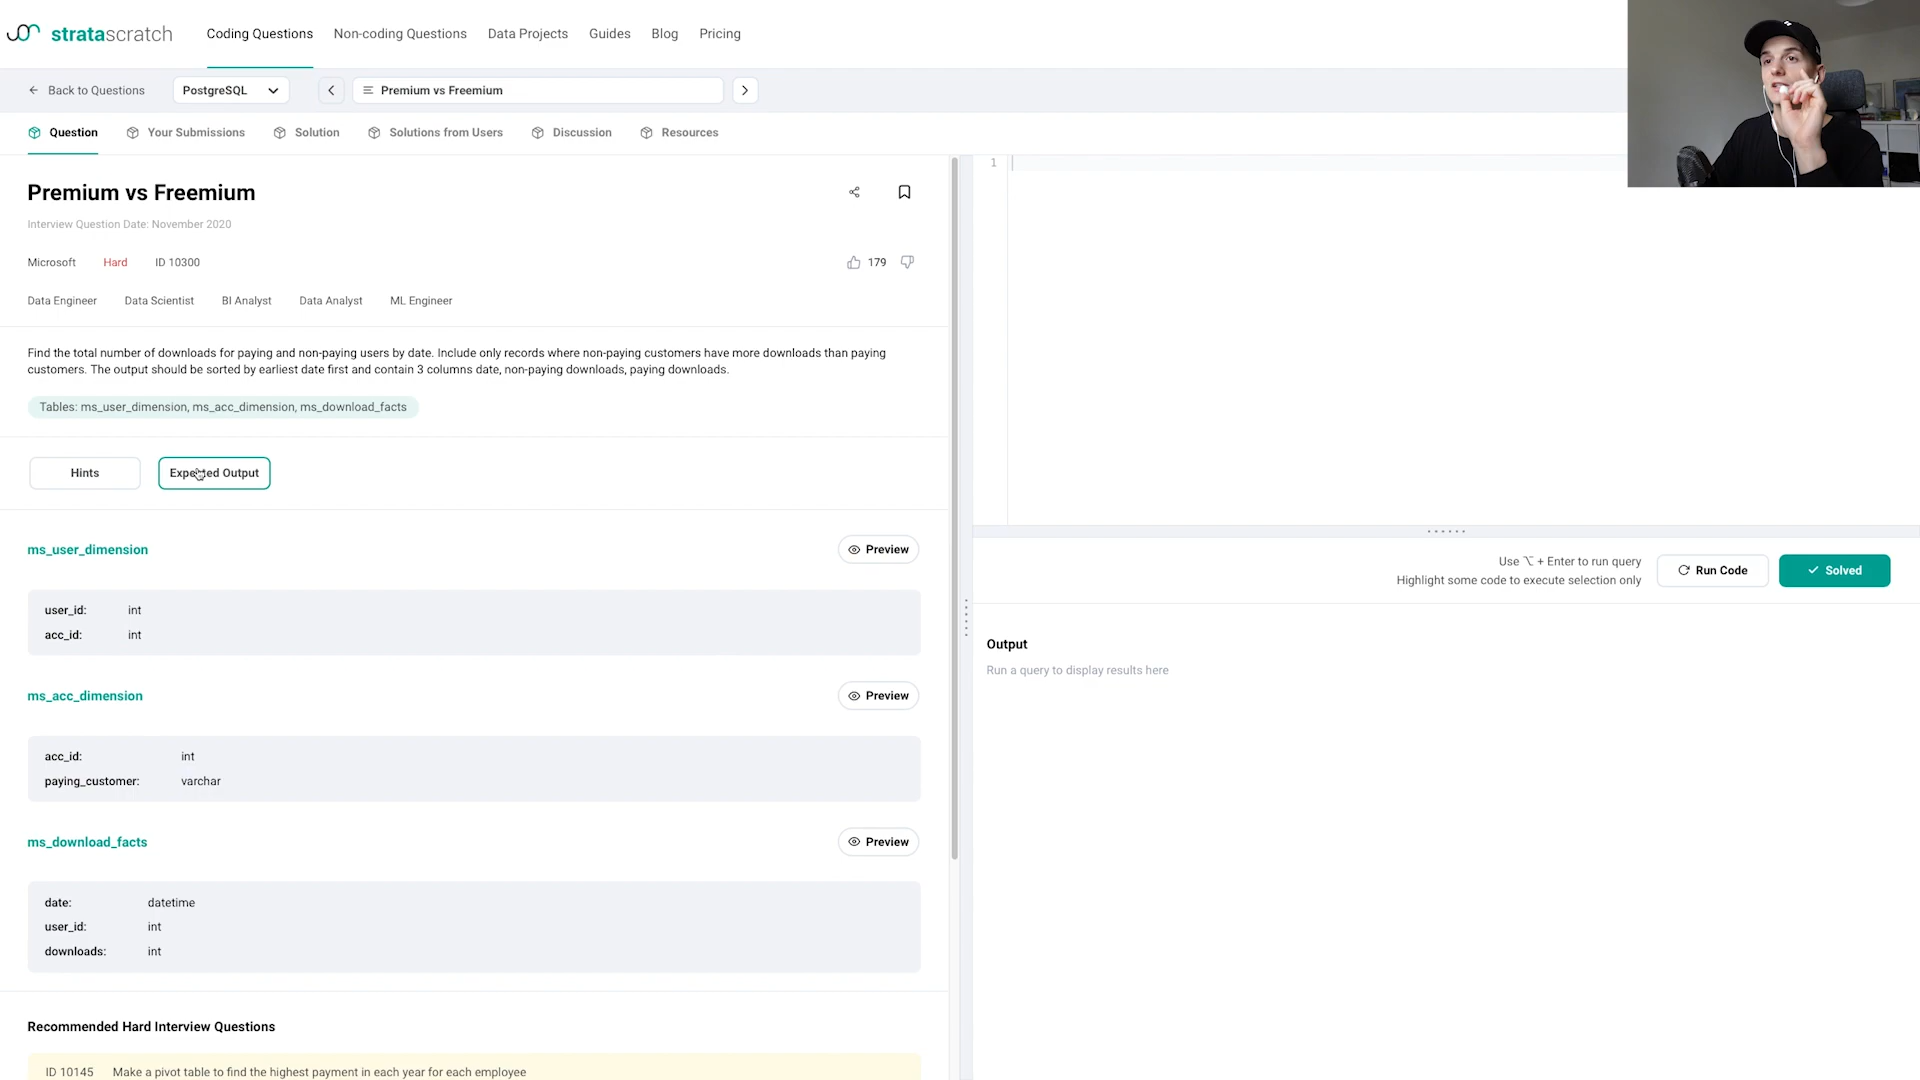 stratascratch
Coding Questions
Non-coding Questions
Data Projects
Guides
Blog
Pricing
Back to Questions
PostgreSQL
Premium vs Freemium
Question
Your Submissions
Solution
Solutions from Users
Discussion
Resources
Premium vs Freemium
Interview Question Date: November 2020
Microsoft
Hard
ID 10300
179
Data Engineer
Data Scientist
BI Analyst
Data Analyst
ML Engineer
Find the total number of downloads for paying and non-paying users by date. Include only records where non-paying customers have more downloads than paying
customers. The output should be sorted by earliest date first and contain 3 columns date, non-paying downloads, paying downloads.
Tables: ms_user_dimension, ms_acc_dimension, ms_download_facts
Hints
Expected Output
ms_user_dimension
Preview
user_id: int
acc_id: int
ms_acc_dimension
Preview
acc_id: int
paying_customer: varchar
ms_download_facts
Preview
date: datetime
user_id: int
downloads: int
Recommended Hard Interview Questions
ID 10145 Make a pivot table to find the highest payment in each year for each employee
1
Use ⌥ + Enter to run query
Highlight some code to execute selection only
Run Code
Solved
Output
Run a query to display results here